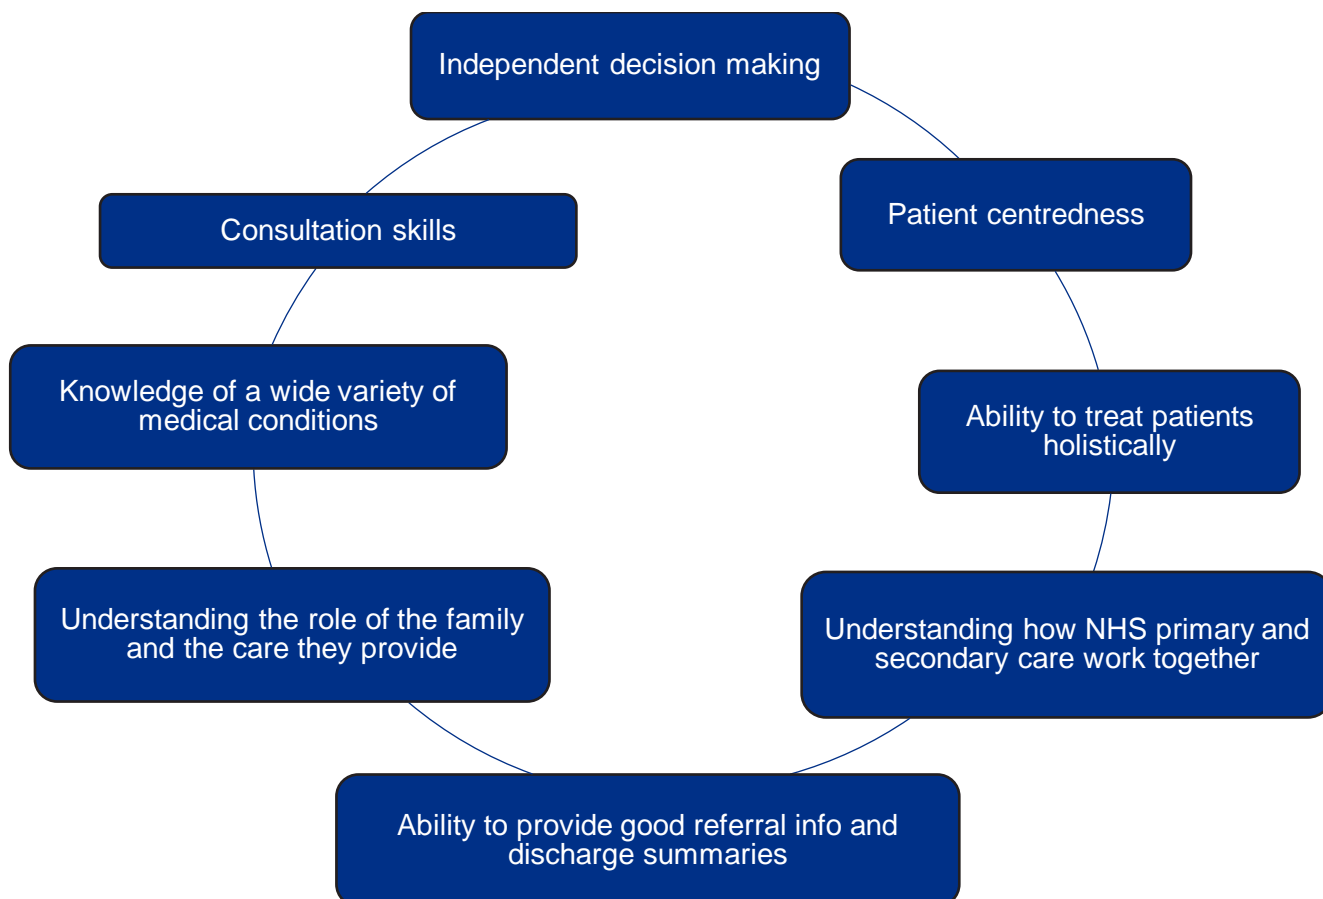 Independent decision making
Patient centredness
Ability to treat patients
holistically
Understanding how NHS primary and
secondary care work together
Ability to provide good referral info and
discharge summaries
Understanding the role of the family
and the care they provide
Knowledge of a wide variety of
medical conditions
Consultation skills